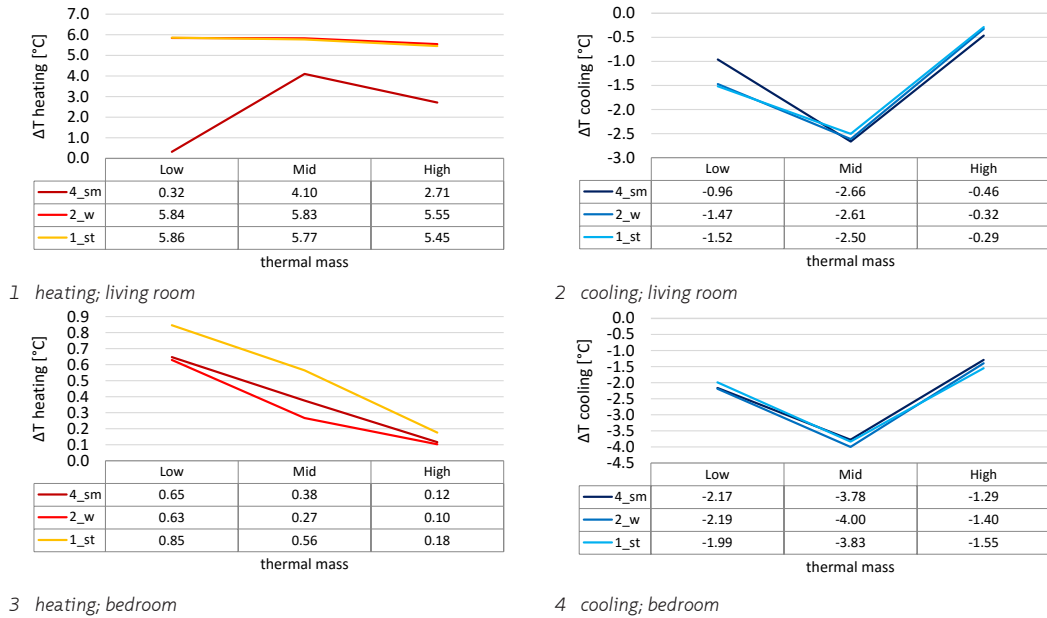 7.0
6.0
5.0
4.0
3.0
2.0
1.0
0.0
ΔT heating [°C]
Low Mid High
4_sm 0.32 4.10 2.71
2_w 5.84 5.83 5.55
1_st 5.86 5.77 5.45
thermal mass
1 heating; living room
0.0
-0.5
-1.0
-1.5
-2.0
-2.5
-3.0
ΔT cooling [°C]
Low Mid High
4_sm -0.96 -2.66 -0.46
2_w -1.47 -2.61 -0.32
1_st -1.52 -2.50 -0.29
thermal mass
2 cooling; living room
0.9
0.8
0.7
0.6
0.5
0.4
0.3
0.2
0.1
0.0
ΔT heating [°C]
Low Mid High
4_sm 0.65 0.38 0.12
2_w 0.63 0.27 0.10
1_st 0.85 0.56 0.18
thermal mass
3 heating; bedroom
0.0
-0.5
-1.0
-1.5
-2.0
-2.5
-3.0
-3.5
-4.0
-4.5
ΔT cooling [°C]
Low Mid High
4_sm -2.17 -3.78 -1.29
2_w -2.19 -4.00 -1.40
1_st -1.99 -3.83 -1.55
thermal mass
4 cooling; bedroom